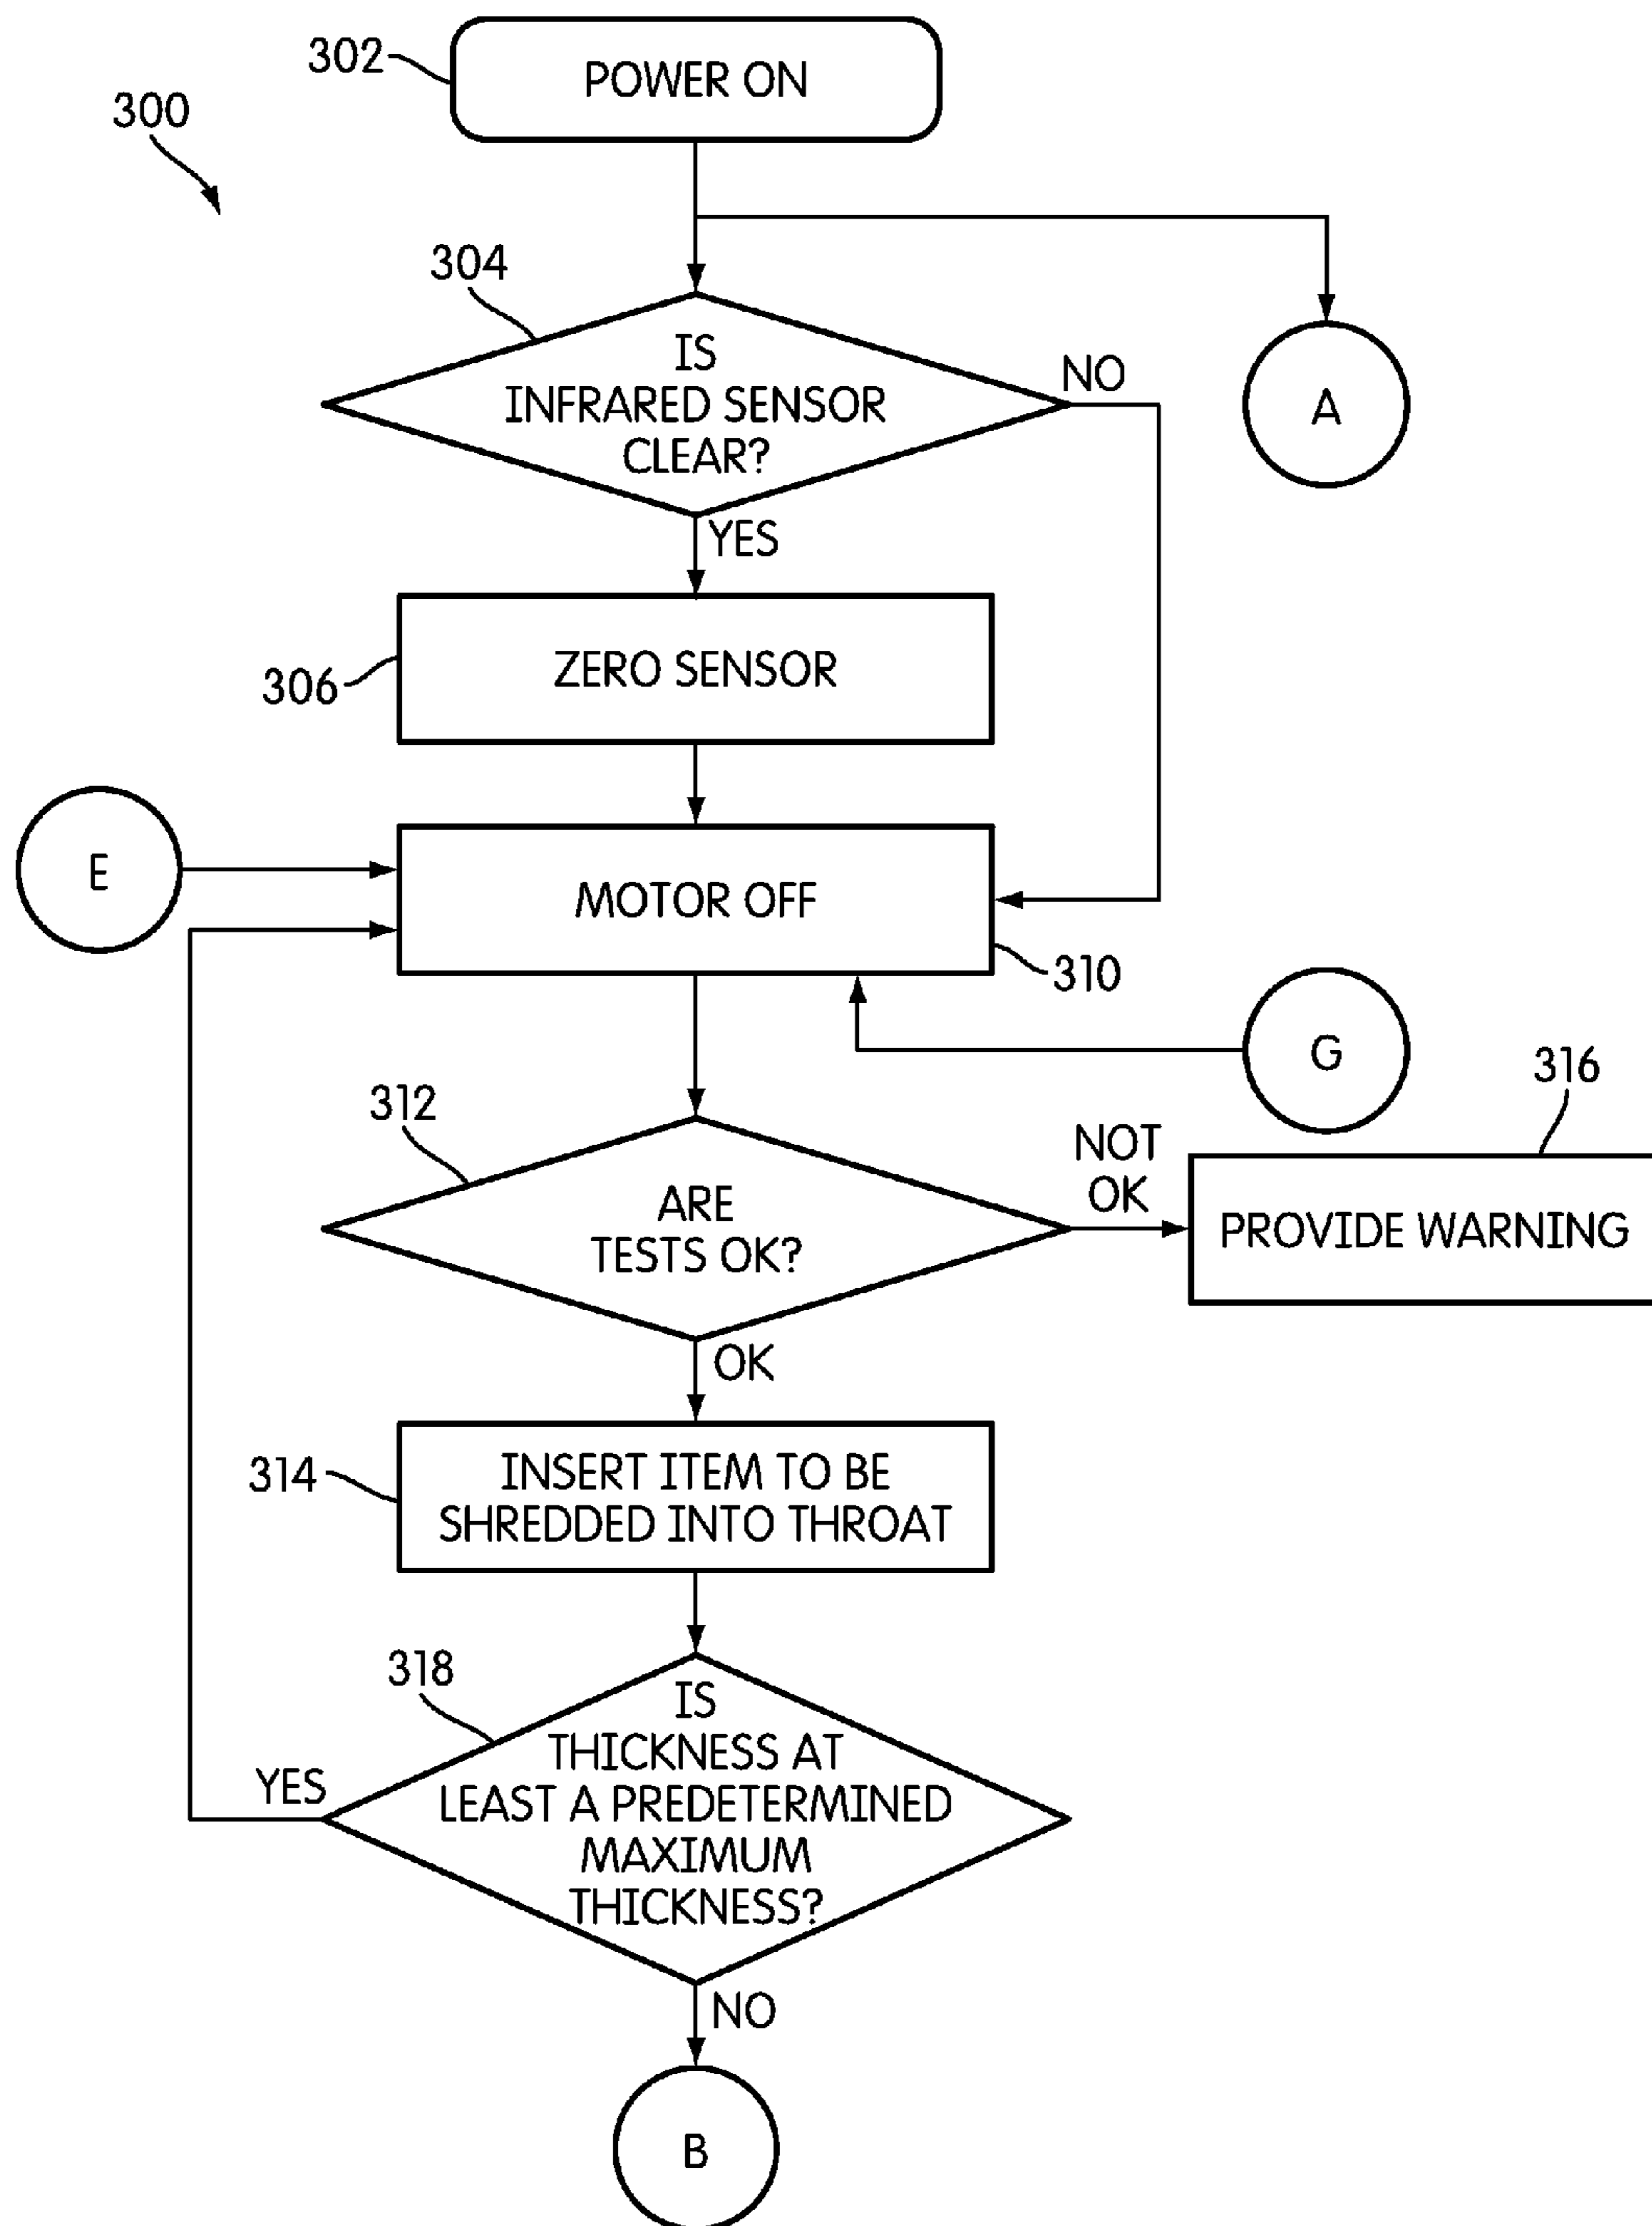 302
POWER ON
300
304
IS
INFRARED SENSOR
CLEAR?
NO
A
YES
306
ZERO SENSOR
E
MOTOR OFF
310
G
316
312
ARE
TESTS OK?
NOT
OK
PROVIDE WARNING
OK
314
INSERT ITEM TO BE
SHREDDED INTO THROAT
318
IS
THICKNESS AT
LEAST A PREDETERMINED
MAXIMUM
THICKNESS?
YES
NO
B